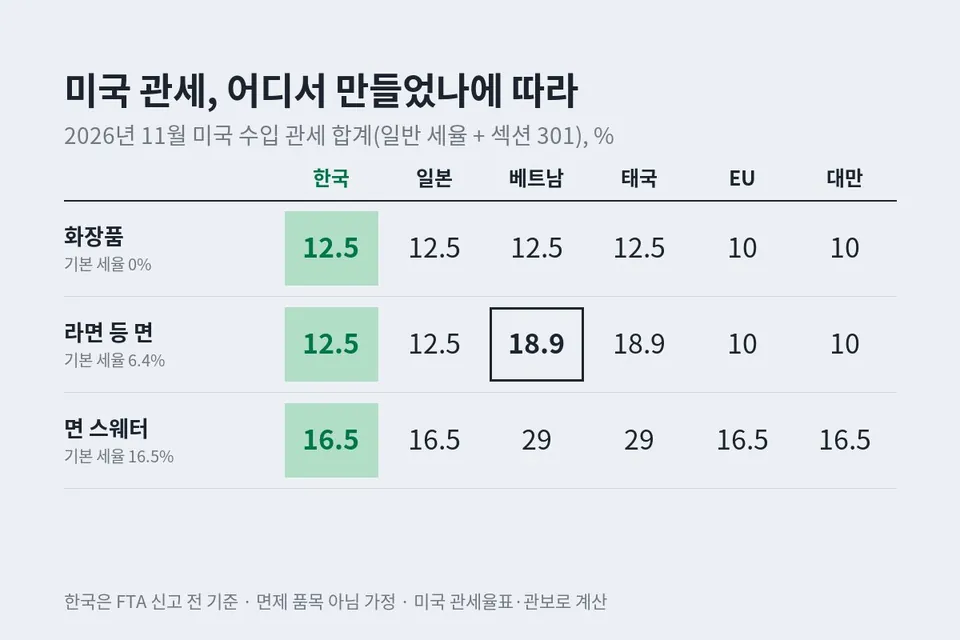 미국 관세, 어디서 만들었나에 따라
2026년 11월 미국 수입 관세 합계(일반 세율 + 섹션 301), %
한국 일본 베트남 태국 EU 대만
화장품 12.5 12.5 12.5 12.5 10 10
기본 세율 0%
라면 등 면 12.5 12.5 18.9 18.9 10 10
기본 세율 6.4%
면 스웨터 16.5 16.5 29 29 16.5 16.5
기본 세율 16.5%
한국은 FTA 신고 전 기준 · 면제 품목 아님 가정 · 미국 관세율표·관보로 계산